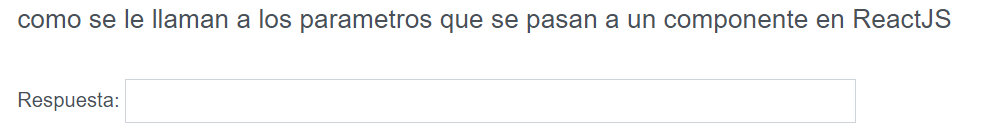 como se le llaman a los parametros que se pasan a un componente en ReactJS
Respuesta: